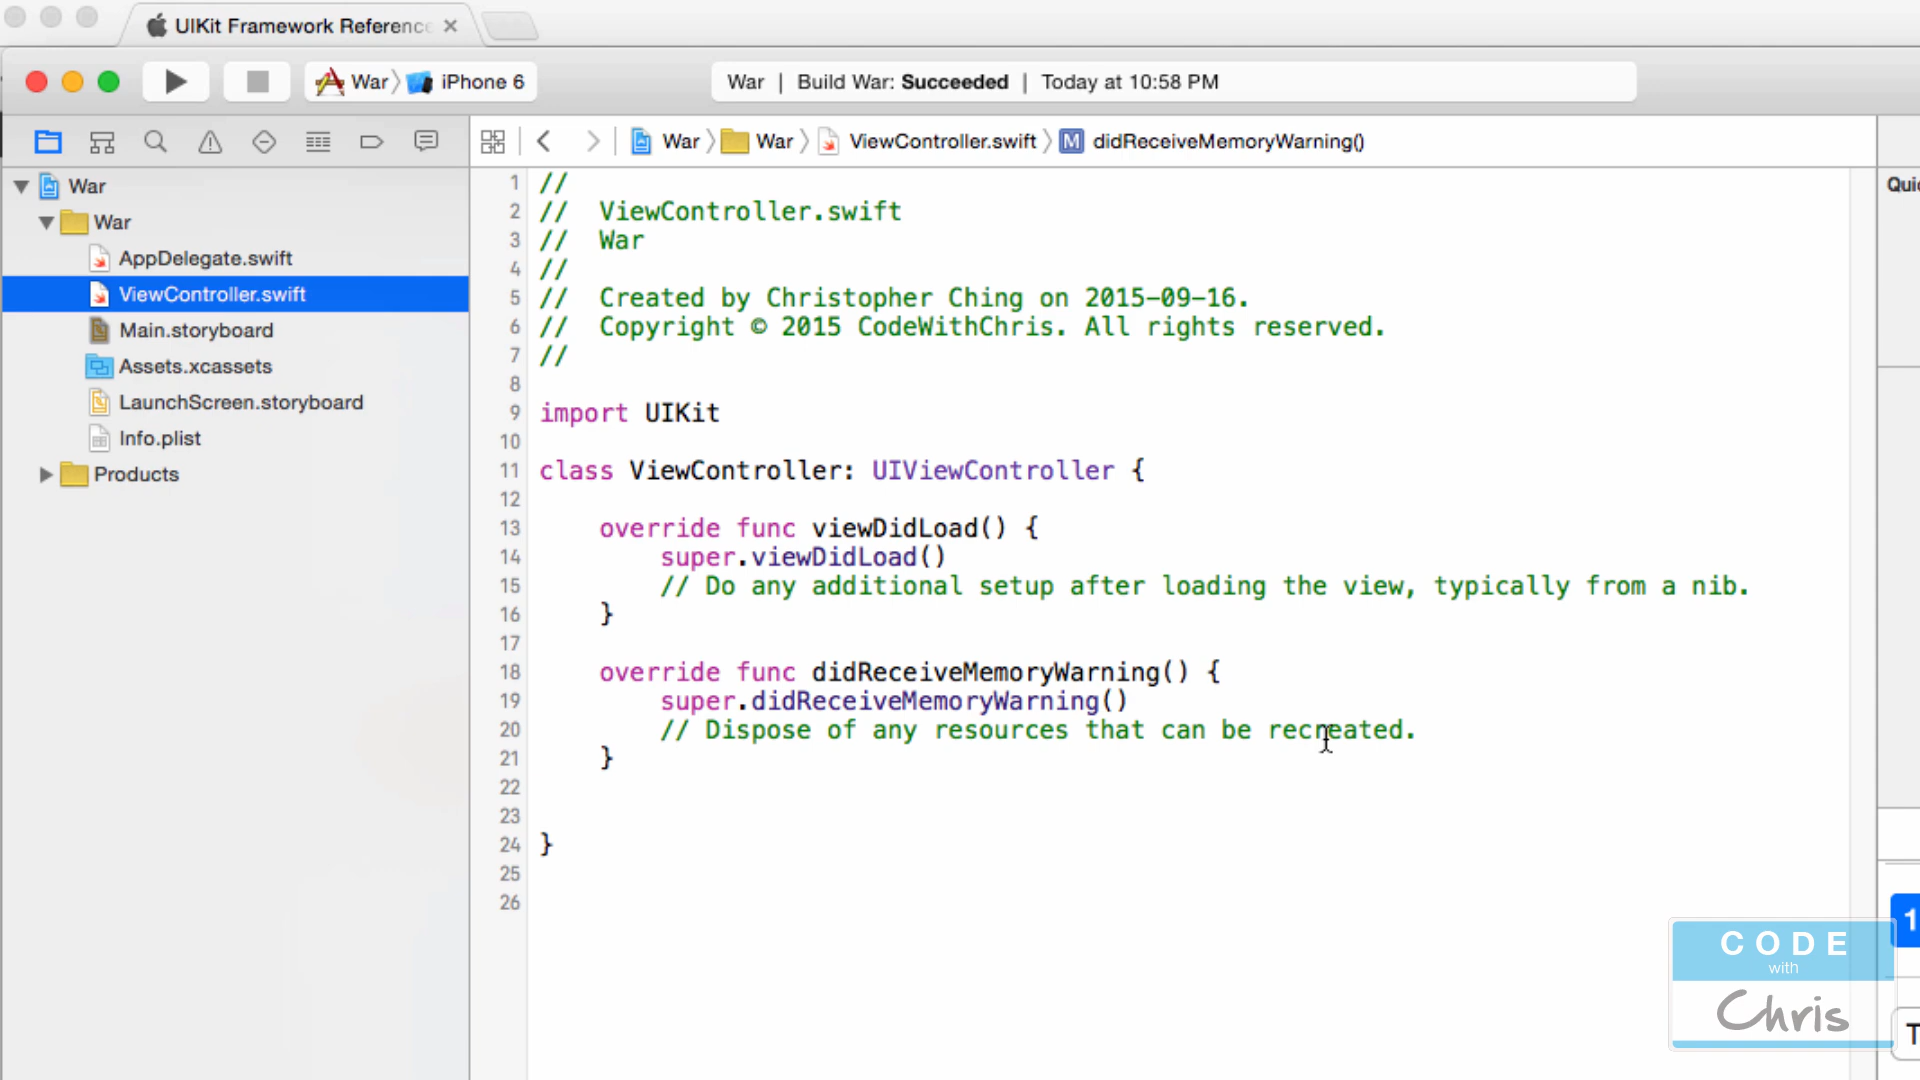 UIKit Framework Reference
War iPhone 6
War | Build War: Succeeded | Today at 10:58 PM
War War ViewController.swift M didReceiveMemoryWarning()
War
War
AppDelegate.swift
ViewController.swift
Main.storyboard
Assets.xcassets
LaunchScreen.storyboard
Info.plist
Products
1 //
2 // ViewController.swift
3 // War
4 //
5 // Created by Christopher Ching on 2015-09-16.
6 // Copyright © 2015 CodeWithChris. All rights reserved.
7 //
8
9 import UIKit
10
11 class ViewController: UIViewController {
12
13 override func viewDidLoad() {
14 super.viewDidLoad()
15 // Do any additional setup after loading the view, typically from a nib.
16 }
17
18 override func didReceiveMemoryWarning() {
19 super.didReceiveMemoryWarning()
20 // Dispose of any resources that can be recreated.
21 }
22
23
24 }
25
26
1
T
CODE
with
Chris